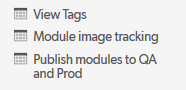 View Tags
Module image tracking
Publish modules to QA
and Prod